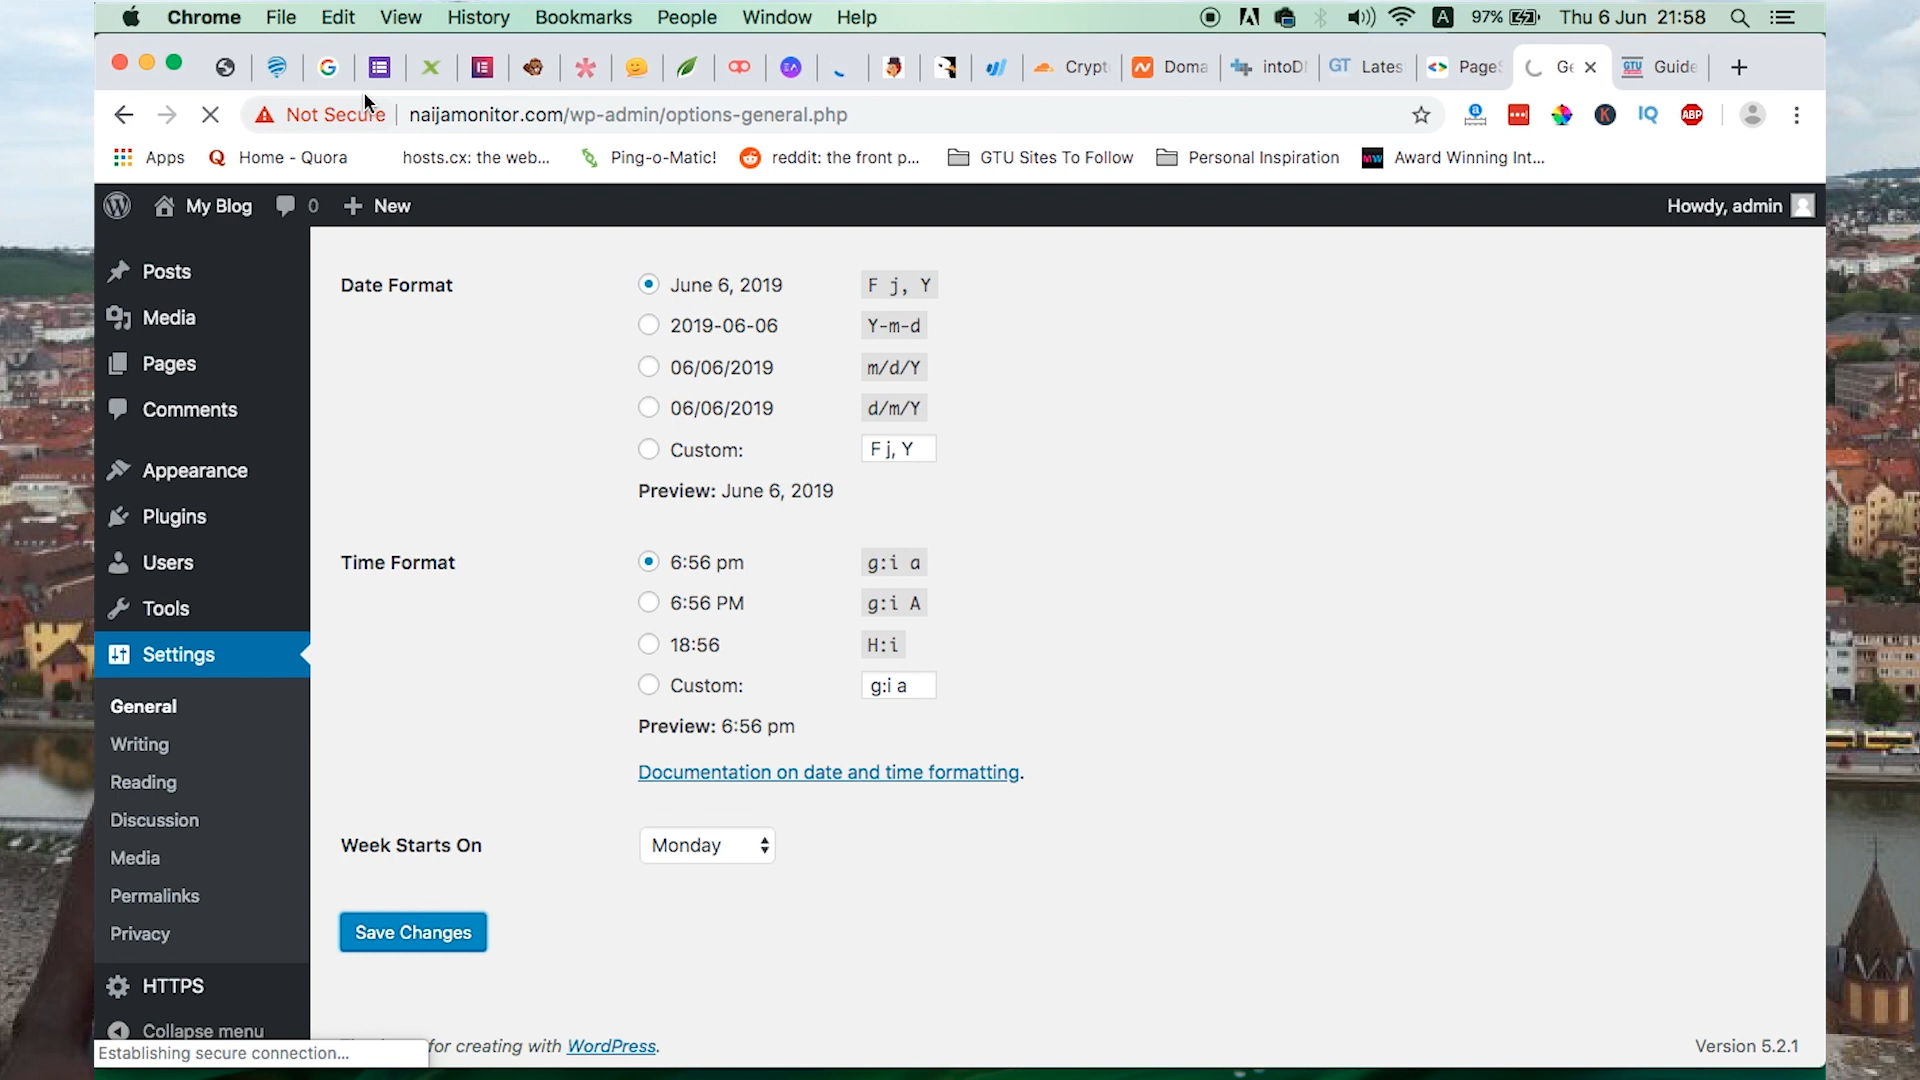 Chrome File Edit View History Bookmarks People Window Help
A 97% Thu 6 Jun 21:58
Crypt Doma intoDI Lates Page Ge Guide
Not Secure naijamonitor.com/wp-admin/options-general.php
IQ ABP
Apps Home - Quora hosts.cx: the web... Ping-o-Matic! reddit: the front p... GTU Sites To Follow Personal Inspiration Award Winning Int...
My Blog 0 New Howdy, admin
Posts
Media
Pages
Comments
Appearance
Plugins
Users
Tools
Settings
General
Writing
Reading
Discussion
Media
Permalinks
Privacy
HTTPS
Collapse menu
Establishing secure connection...
Date Format
June 6, 2019 F j, Y
2019-06-06 Y-m-d
06/06/2019 m/d/Y
06/06/2019 d/m/Y
Custom: F j, Y
Preview: June 6, 2019
Time Format
6:56 pm g:i a
6:56 PM g:i A
18:56 H:i
Custom: g:i a
Preview: 6:56 pm
Documentation on date and time formatting.
Week Starts On Monday
Save Changes
for creating with WordPress.
Version 5.2.1